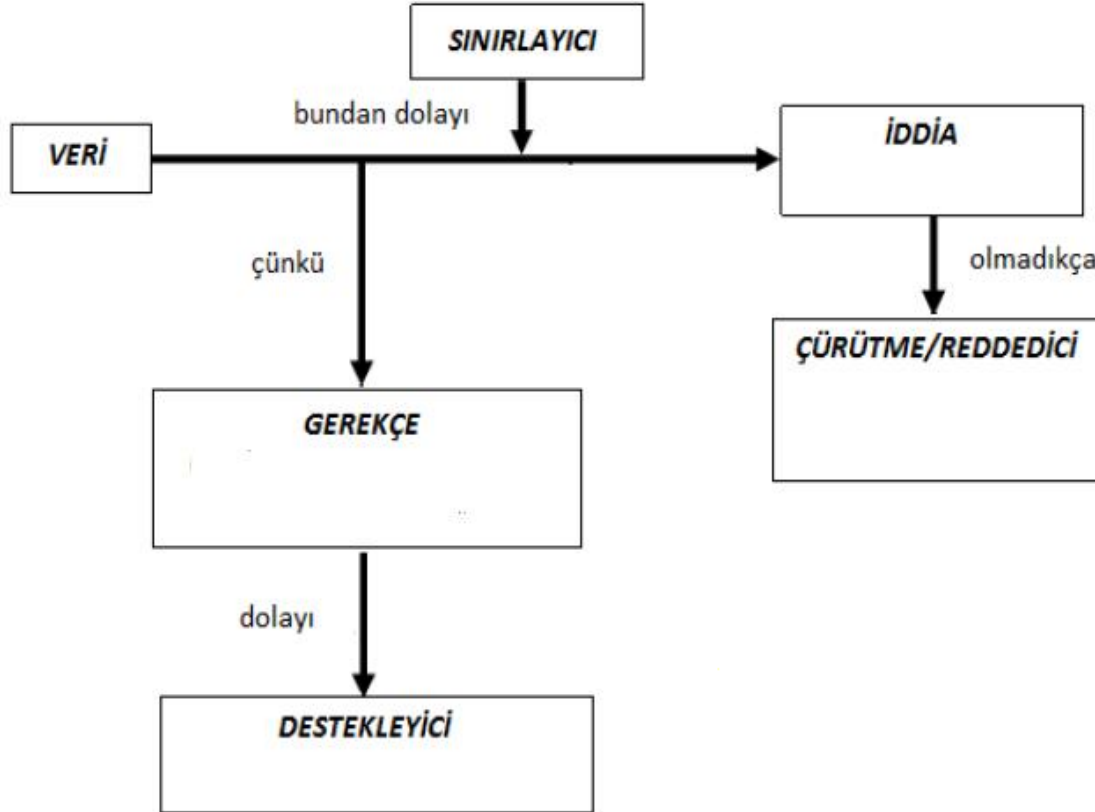 SINIRLAYICI
bundan dolayı
VERİ
İDDİA
çünkü
olmadıkça
ÇÜRÜTME/REDDEDİCİ
GEREKÇE
dolayı
DESTEKLEYİCİ